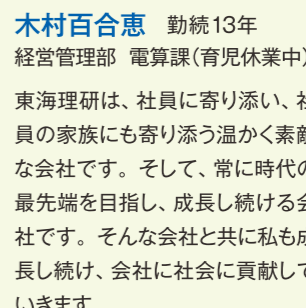 木村百合恵 勤続13年
経営管理部 電算課(育児休業中)
東海理研は、社員に寄り添い、社
員の家族にも寄り添う温かく素敵
な会社です。そして、常に時代の
最先端を目指し、成長し続ける会
社です。そんな会社と共に私も成
長し続け、会社に社会に貢献して
いきます